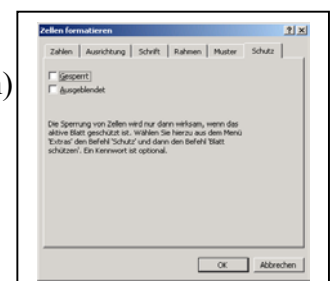 Zellen formatieren
Zahlen Ausrichtung Schrift Rahmen Muster Schutz
Gesperrt
Ausgeblendet
Die Sperrung von Zellen wird nur dann wirksam, wenn das
aktive Blatt geschützt ist. Wählen Sie hierzu aus dem Menü
'Extras' den Befehl 'Schutz' und dann den Befehl 'Blatt
schützen'. Ein Kennwort ist optional.
OK Abbrechen